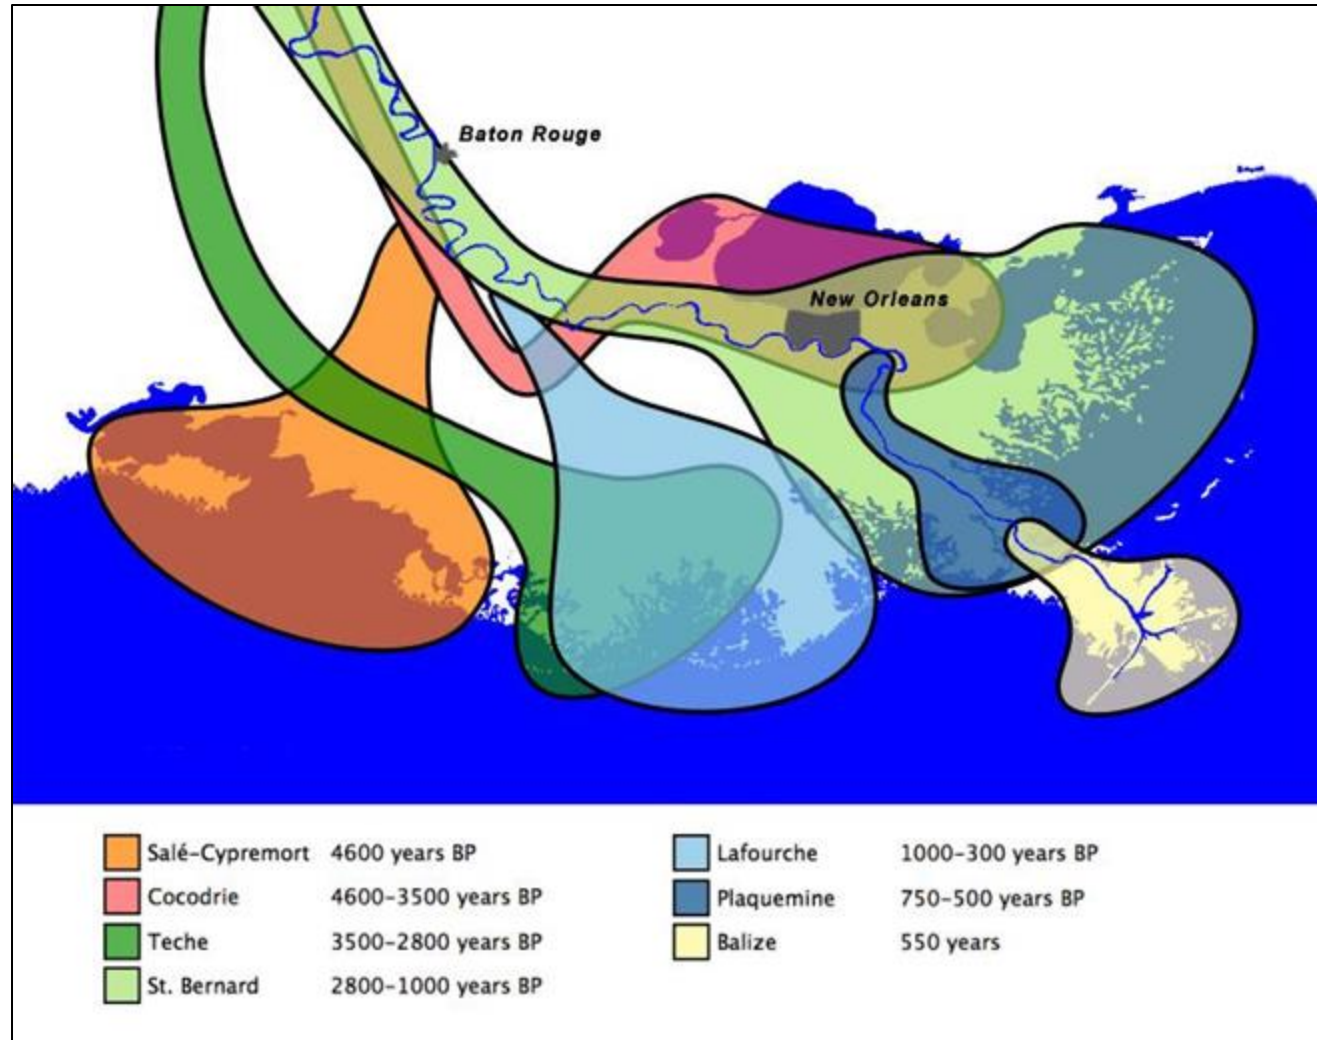 Baton Rouge
New Orleans
Salé-Cypremort 4600 years BP
Cocodrie 4600-3500 years BP
Teche 3500-2800 years BP
St. Bernard 2800-1000 years BP
Lafourche 1000-300 years BP
Plaquemine 750-500 years BP
Balize 550 years